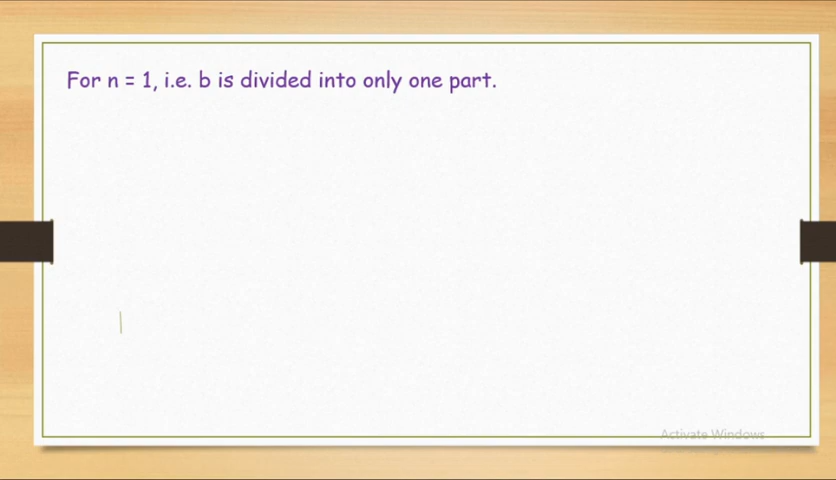 For n = 1, i.e. b is divided into only one part.
Activate Windows